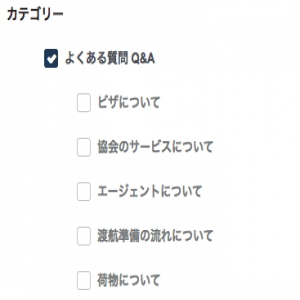 カテゴリー
よくある質問 Q&A
ビザについて
協会のサービスについて
エージェントについて
渡航準備の流れについて
荷物について